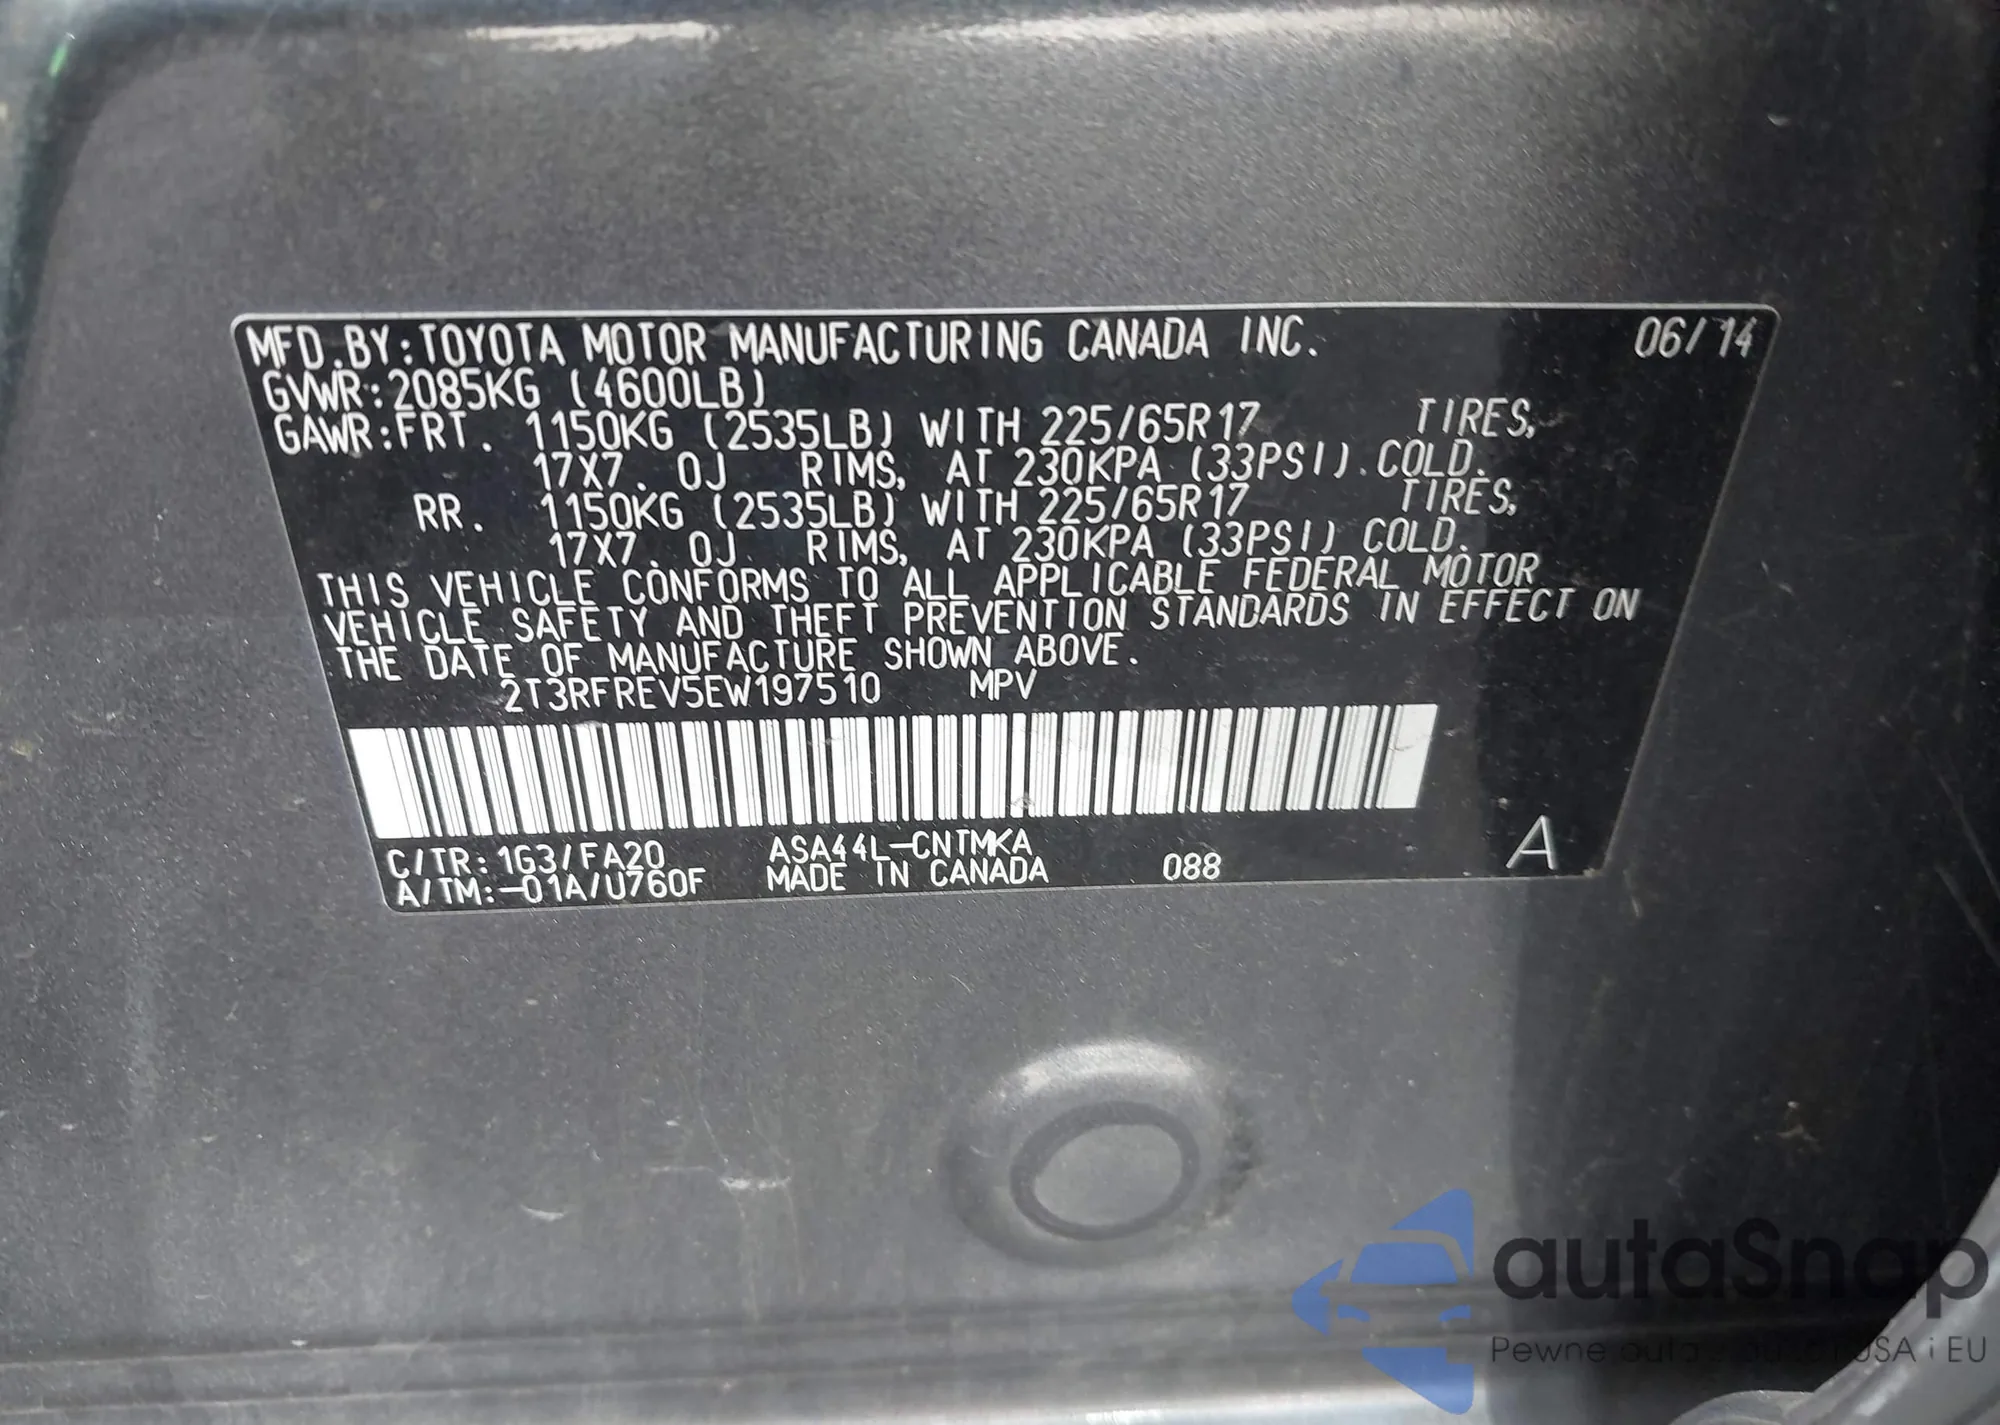 MFD.BY:TOYOTA MOTOR MANUFACTURING CANADA INC. 06/14
GVWR:2085KG (4600LB)
GAWR:FRT. 1150KG (2535LB) WITH 225/65R17 TIRES,
17X7.0J RIMS, AT 230KPA (33PSI).COLD.
RR. 1150KG (2535LB) WITH 225/65R17 TIRES,
17X7.0J RIMS, AT 230KPA (33PSI) COLD.
THIS VEHICLE CONFORMS TO ALL APPLICABLE FEDERAL MOTOR
VEHICLE SAFETY AND THEFT PREVENTION STANDARDS IN EFFECT ON
THE DATE OF MANUFACTURE SHOWN ABOVE.
2T3RFREV5EW197510 MPV
C/TR:1G3/FA20 ASA44L-CNTMKA
A/TM:-01A/U760F MADE IN CANADA 088 A
autaSnap
Pewne auta USA i EU